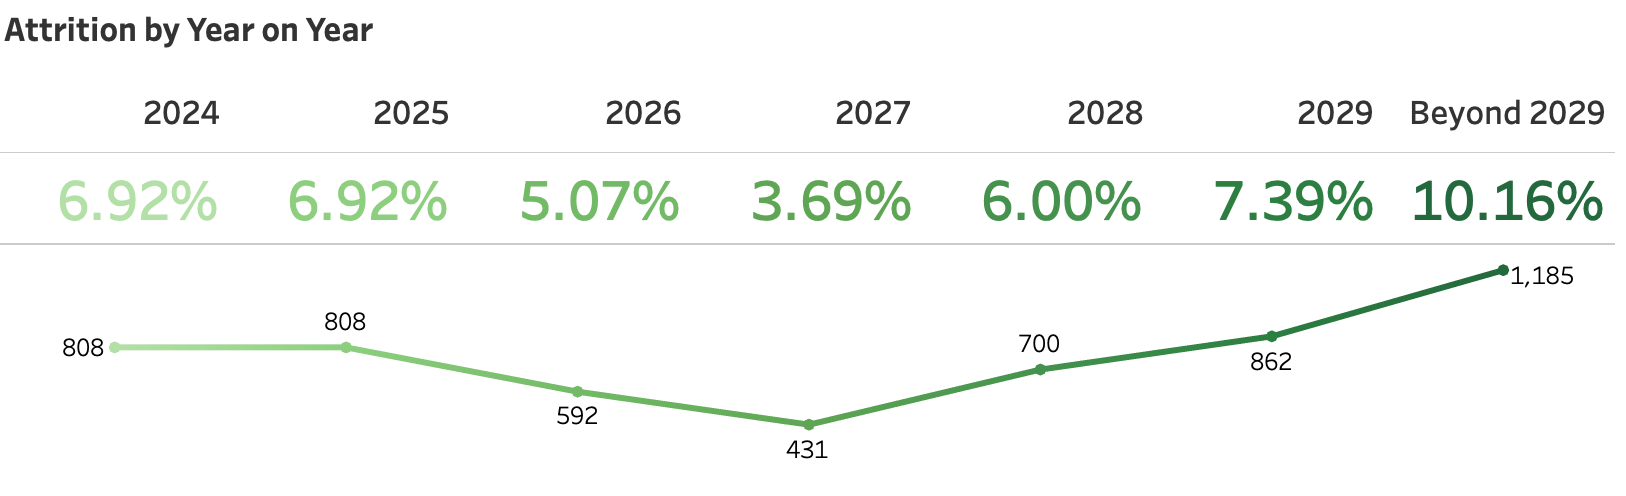 Attrition by Year on Year
2024 2025 2026 2027 2028 2029 Beyond 2029
6.92% 6.92% 5.07% 3.69% 6.00% 7.39% 10.16%
808
808
592
431
700
862
1,185